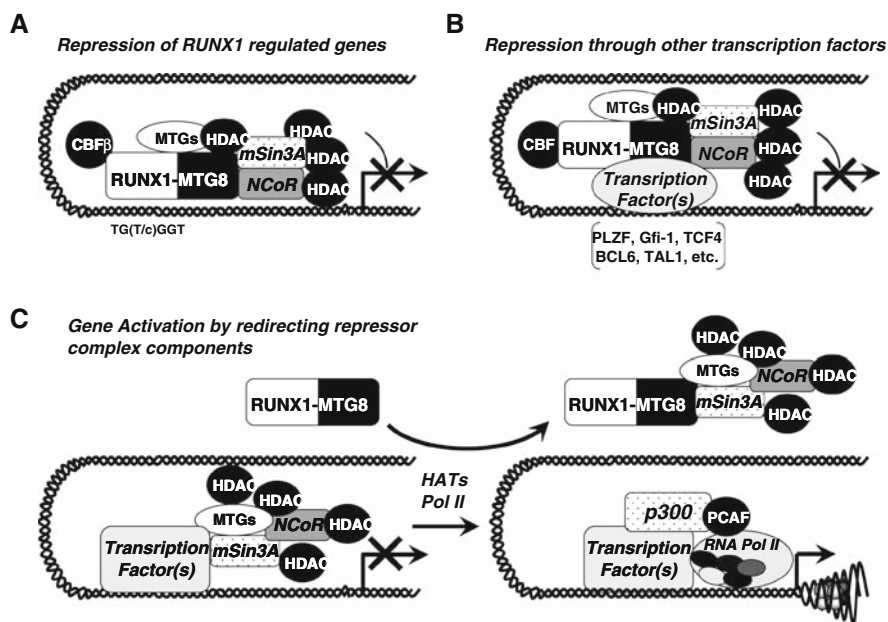 A
Repression of RUNX1 regulated genes
CBFβ
MTGs
HDAC
HDAC
mSin3A
HDAC
RUNX1-MTG8
NCoR
HDAC
TG(T/c)GGT
B
Repression through other transcription factors
MTGs
HDAC
HDAC
mSin3A
CBF
RUNX1-MTG8
NCoR
HDAC
Transription
Factor(s)
HDAC
PLZF, Gfi-1, TCF4
BCL6, TAL1, etc.
C
Gene Activation by redirecting repressor
complex components
RUNX1-MTG8
HDAC
HDAC
MTGs
NCoR
HDAC
RUNX1-MTG8
mSin3A
HDAC
HDAC
HDAC
MTGs
NCoR
HDAC
Transription
Factor(s)
mSin3A
HDAC
HATs
Pol II
p300
PCAF
Transription
Factor(s)
RNA Pol II